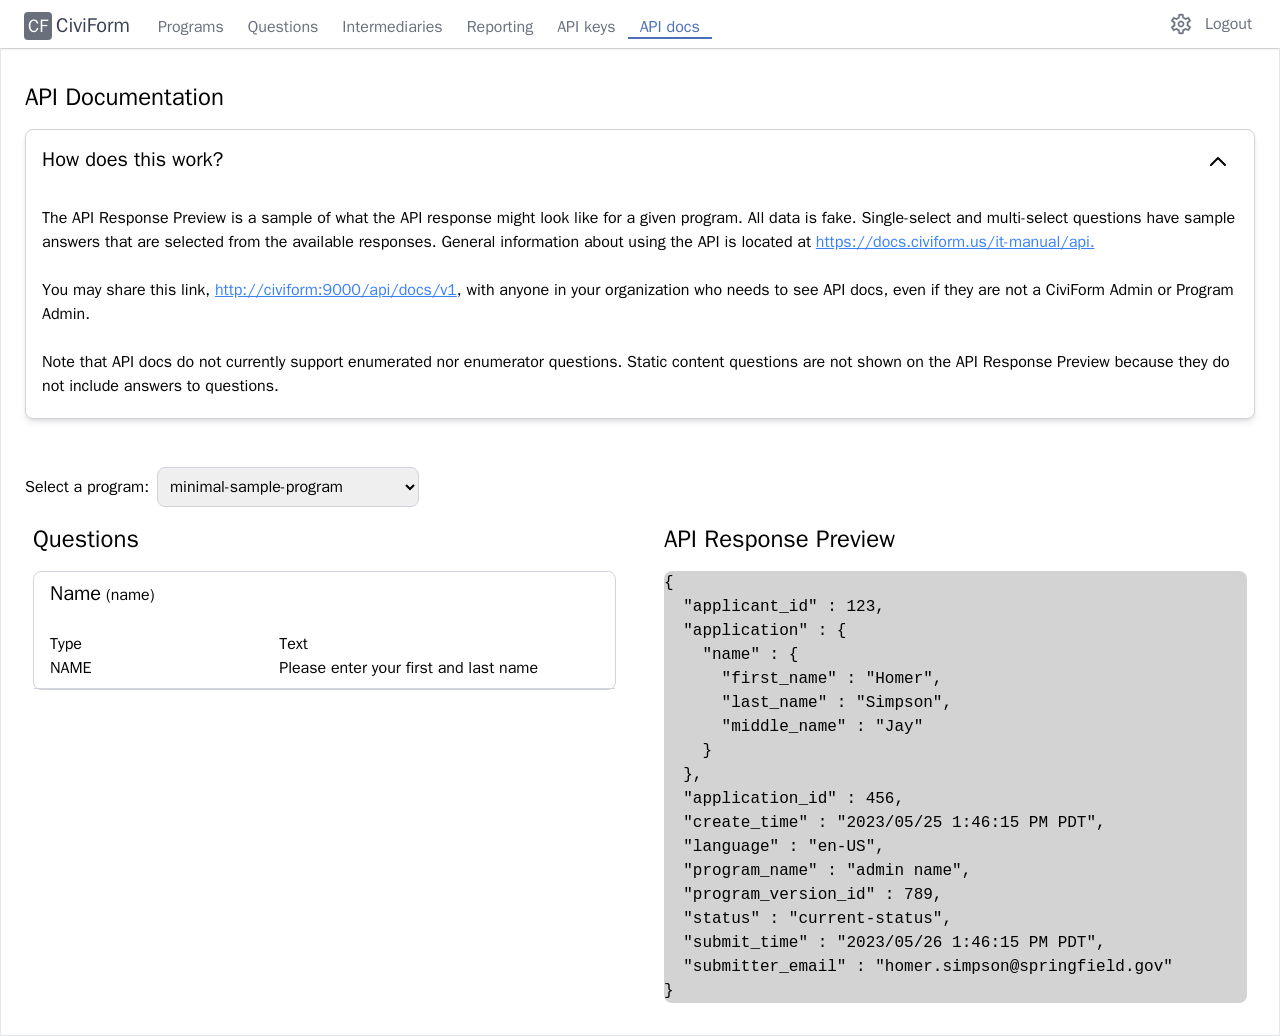 CF CiviForm Programs Questions Intermediaries Reporting API keys API docs Logout
API Documentation
How does this work?
The API Response Preview is a sample of what the API response might look like for a given program. All data is fake. Single-select and multi-select questions have sample
answers that are selected from the available responses. General information about using the API is located at https://docs.civiform.us/it-manual/api.
You may share this link, http://civiform:9000/api/docs/v1, with anyone in your organization who needs to see API docs, even if they are not a CiviForm Admin or Program
Admin.
Note that API docs do not currently support enumerated nor enumerator questions. Static content questions are not shown on the API Response Preview because they do
not include answers to questions.
Select a program: minimal-sample-program
Questions
Name (name)
Type Text
NAME Please enter your first and last name
API Response Preview
{
  "applicant_id" : 123,
  "application" : {
    "name" : {
      "first_name" : "Homer",
      "last_name" : "Simpson",
      "middle_name" : "Jay"
    }
  },
  "application_id" : 456,
  "create_time" : "2023/05/25 1:46:15 PM PDT",
  "language" : "en-US",
  "program_name" : "admin name",
  "program_version_id" : 789,
  "status" : "current-status",
  "submit_time" : "2023/05/26 1:46:15 PM PDT",
  "submitter_email" : "homer.simpson@springfield.gov"
}